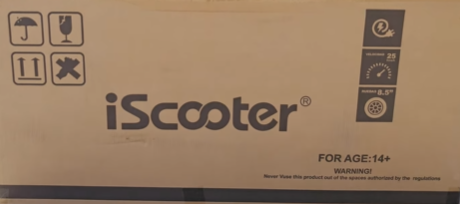 iScooter®
25
8.5"
FOR AGE:14+
WARNING!
Never Hase this product out of the spaces authorized by the regulations